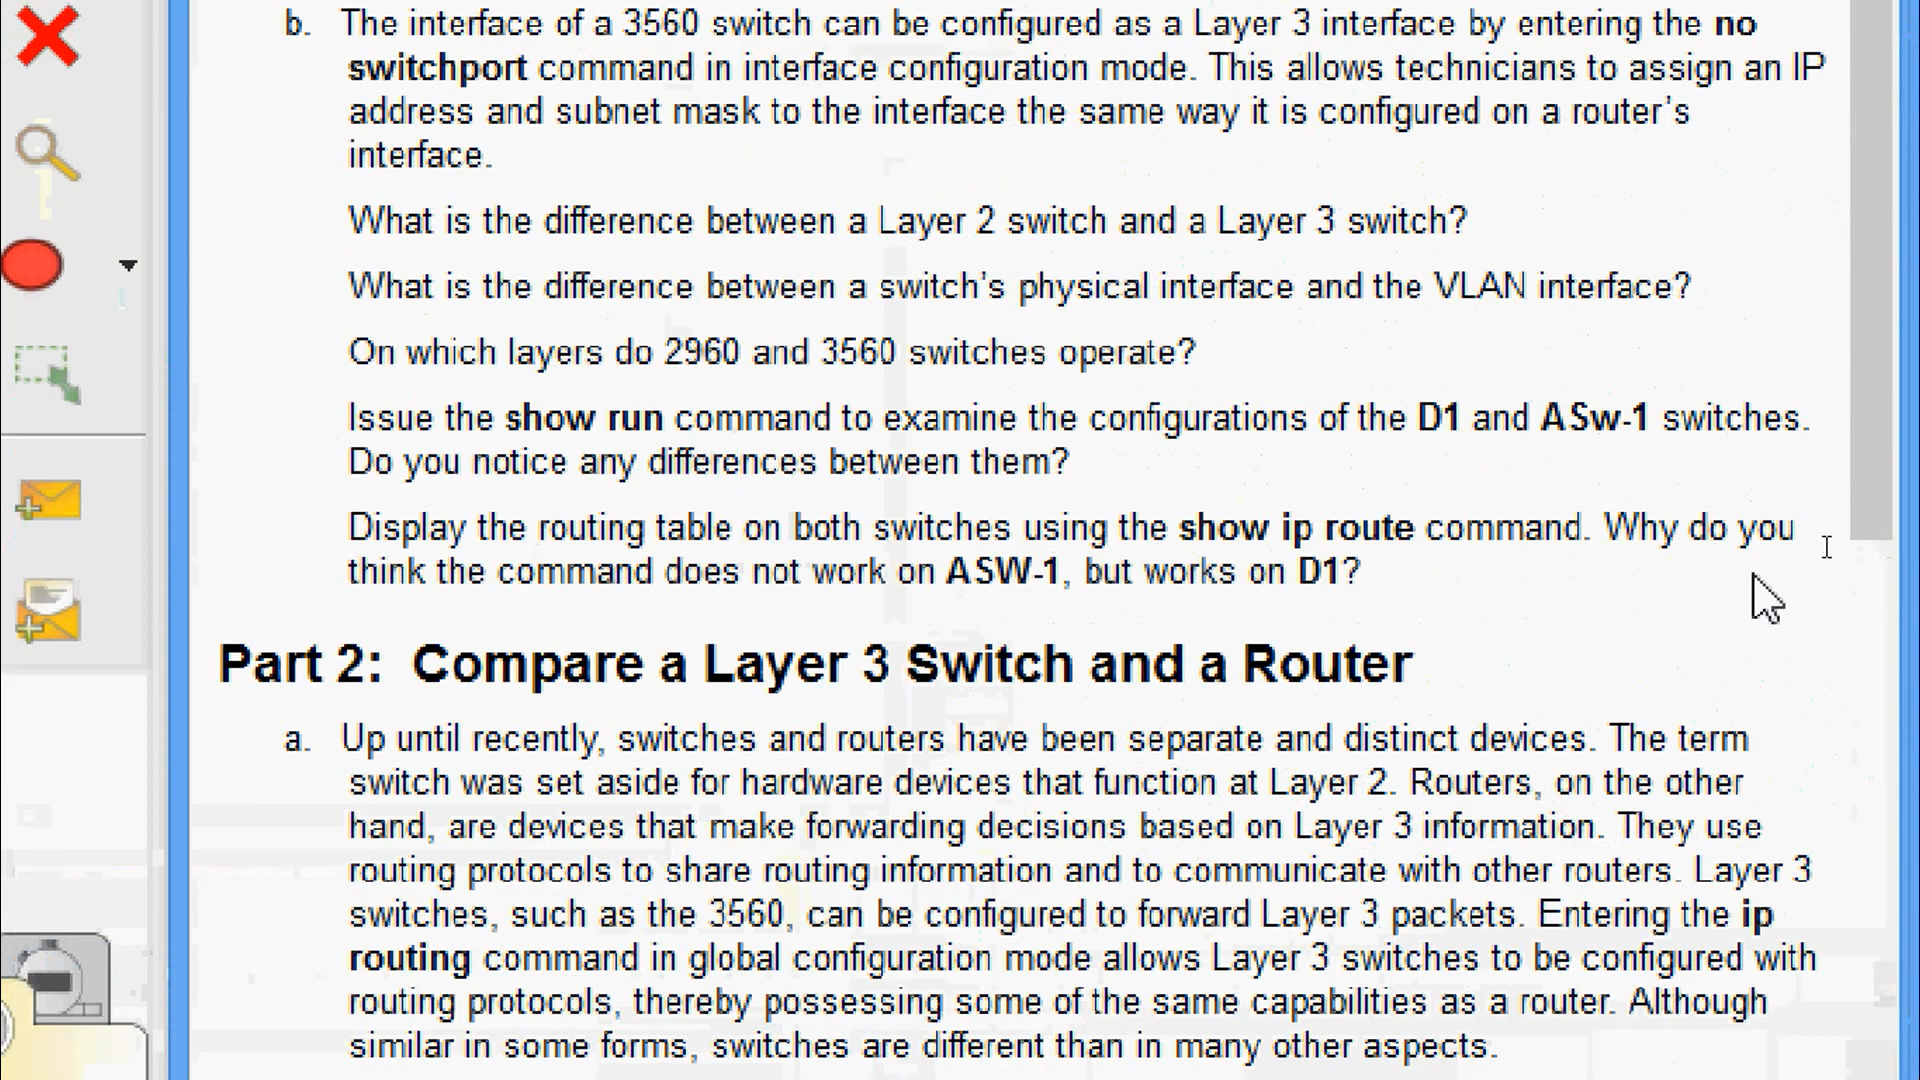 b. The interface of a 3560 switch can be configured as a Layer 3 interface by entering the no
switchport command in interface configuration mode. This allows technicians to assign an IP
address and subnet mask to the interface the same way it is configured on a router’s
interface.
What is the difference between a Layer 2 switch and a Layer 3 switch?
What is the difference between a switch’s physical interface and the VLAN interface?
On which layers do 2960 and 3560 switches operate?
Issue the show run command to examine the configurations of the D1 and ASw-1 switches.
Do you notice any differences between them?
Display the routing table on both switches using the show ip route command. Why do you
think the command does not work on ASW-1, but works on D1?
Part 2: Compare a Layer 3 Switch and a Router
a. Up until recently, switches and routers have been separate and distinct devices. The term
switch was set aside for hardware devices that function at Layer 2. Routers, on the other
hand, are devices that make forwarding decisions based on Layer 3 information. They use
routing protocols to share routing information and to communicate with other routers. Layer 3
switches, such as the 3560, can be configured to forward Layer 3 packets. Entering the ip
routing command in global configuration mode allows Layer 3 switches to be configured with
routing protocols, thereby possessing some of the same capabilities as a router. Although
similar in some forms, switches are different than in many other aspects.